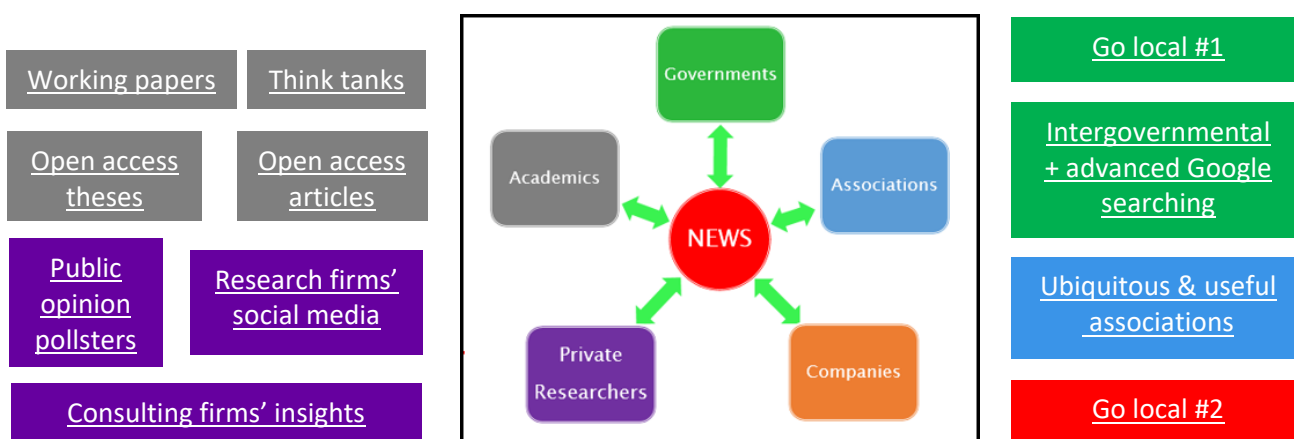 Working papers
Think tanks
Open access
theses
Open access
articles
Public
opinion
pollsters
Research firms’
social media
Consulting firms’ insights
Governments
Academics
Associations
NEWS
Private
Researchers
Companies
Go local #1
Intergovernmental
+ advanced Google
searching
Ubiquitous & useful
associations
Go local #2